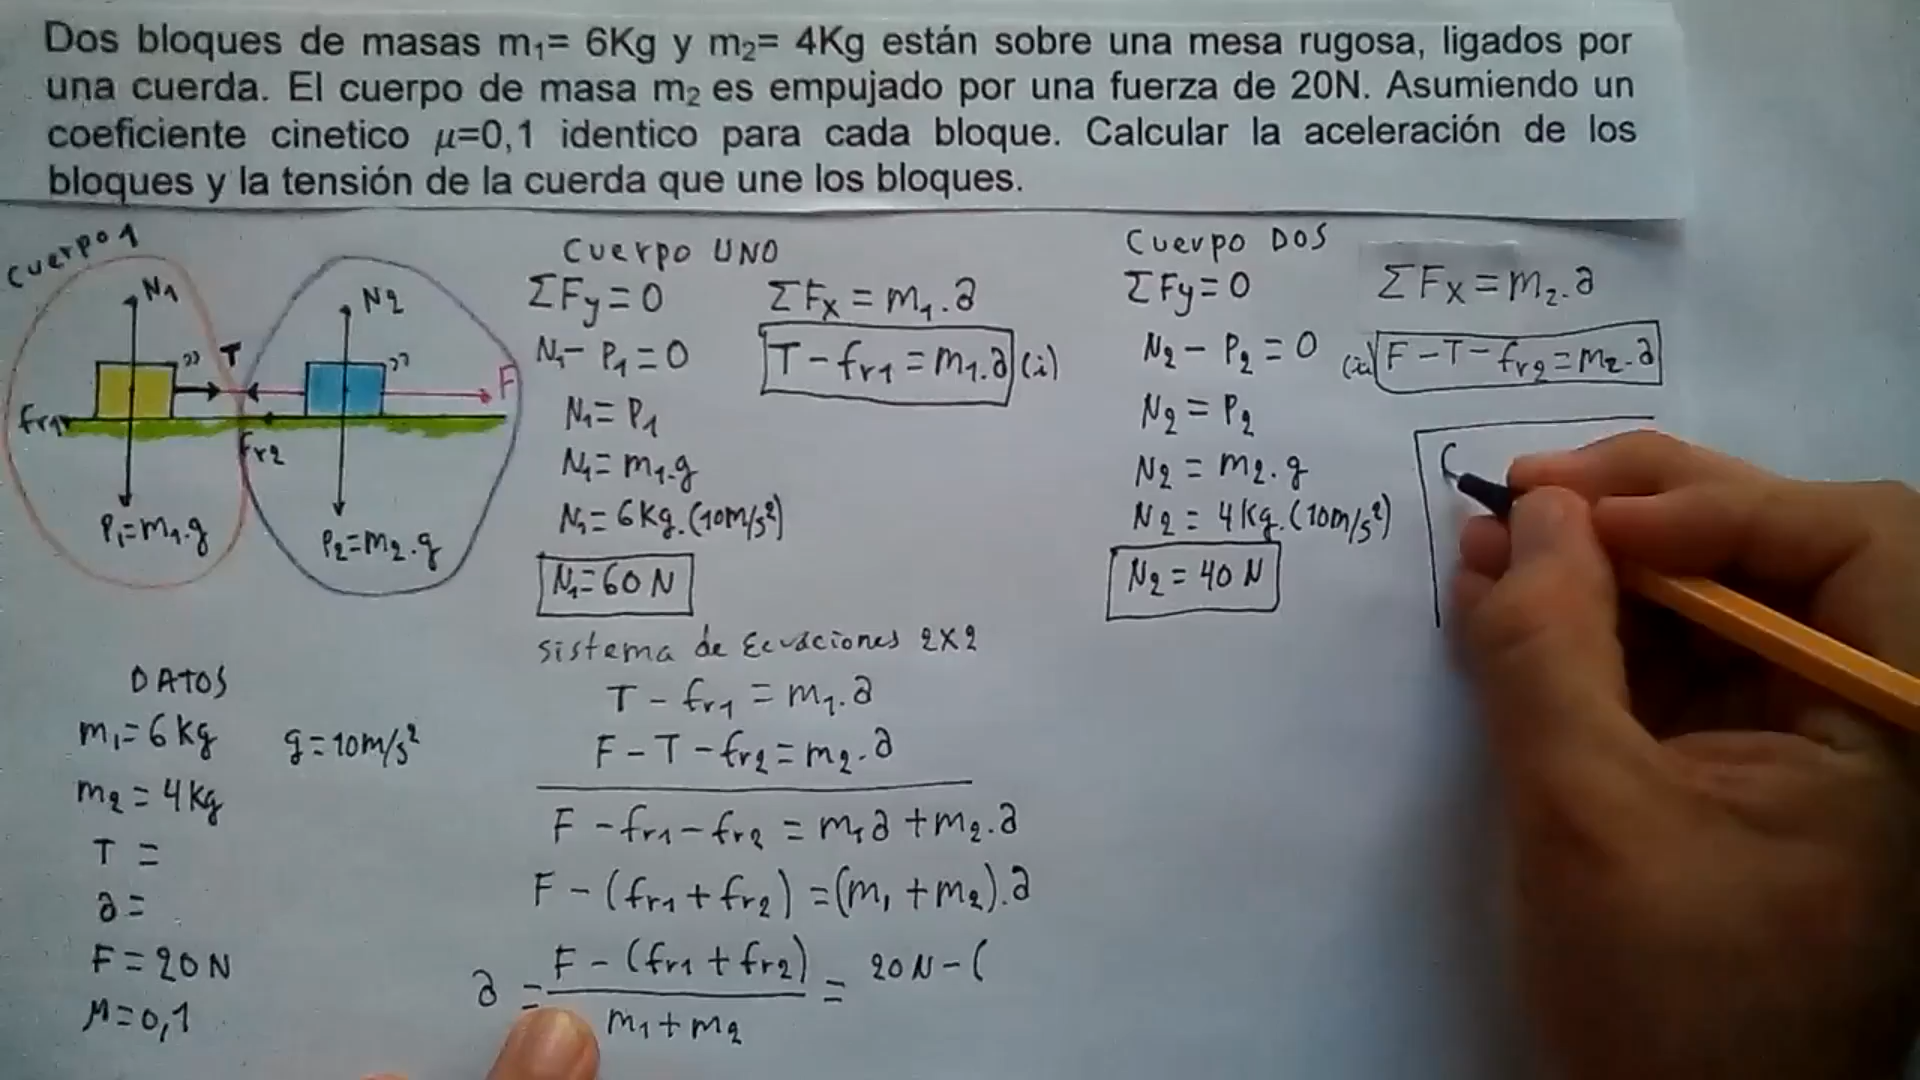 Dos bloques de masas m₁= 6Kg y m₂= 4Kg están sobre una mesa rugosa, ligados por
una cuerda. El cuerpo de masa m₂ es empujado por una fuerza de 20N. Asumiendo un
coeficiente cinetico μ=0,1 identico para cada bloque. Calcular la aceleración de los
bloques y la tensión de la cuerda que une los bloques.
Cuerpo 1
N₁
N2
T
F
fr₁
fr2
P₁=m₁.g
P₂=m₂.g
DATOS
m₁=6kg
g=10m/s²
m₂=4kg
T=
a=
F=20N
M=0,1
Cuerpo UNO
ΣFy=0
ΣFx=m₁.a
N₁-P₁=0
T-fr₁=m₁.a (i)
N₁=P₁
N₁=m₁.g
N₁=6kg.(10m/s²)
N₁=60N
Cuerpo DOS
ΣFy=0
ΣFx=m₂.a
N₂-P₂=0
(ii) F-T-fr₂=m₂.a
N₂=P₂
N₂=m₂.g
N₂=4kg.(10m/s²)
N₂=40N
sistema de Ecuaciones 2x2
T-fr₁=m₁.a
F-T-fr₂=m₂.a
F-fr₁-fr₂=m₁a+m₂.a
F-(fr₁+fr₂)=(m₁+m₂).a
a=
F-(fr₁+fr₂)
m₁+m₂
= 20N-(